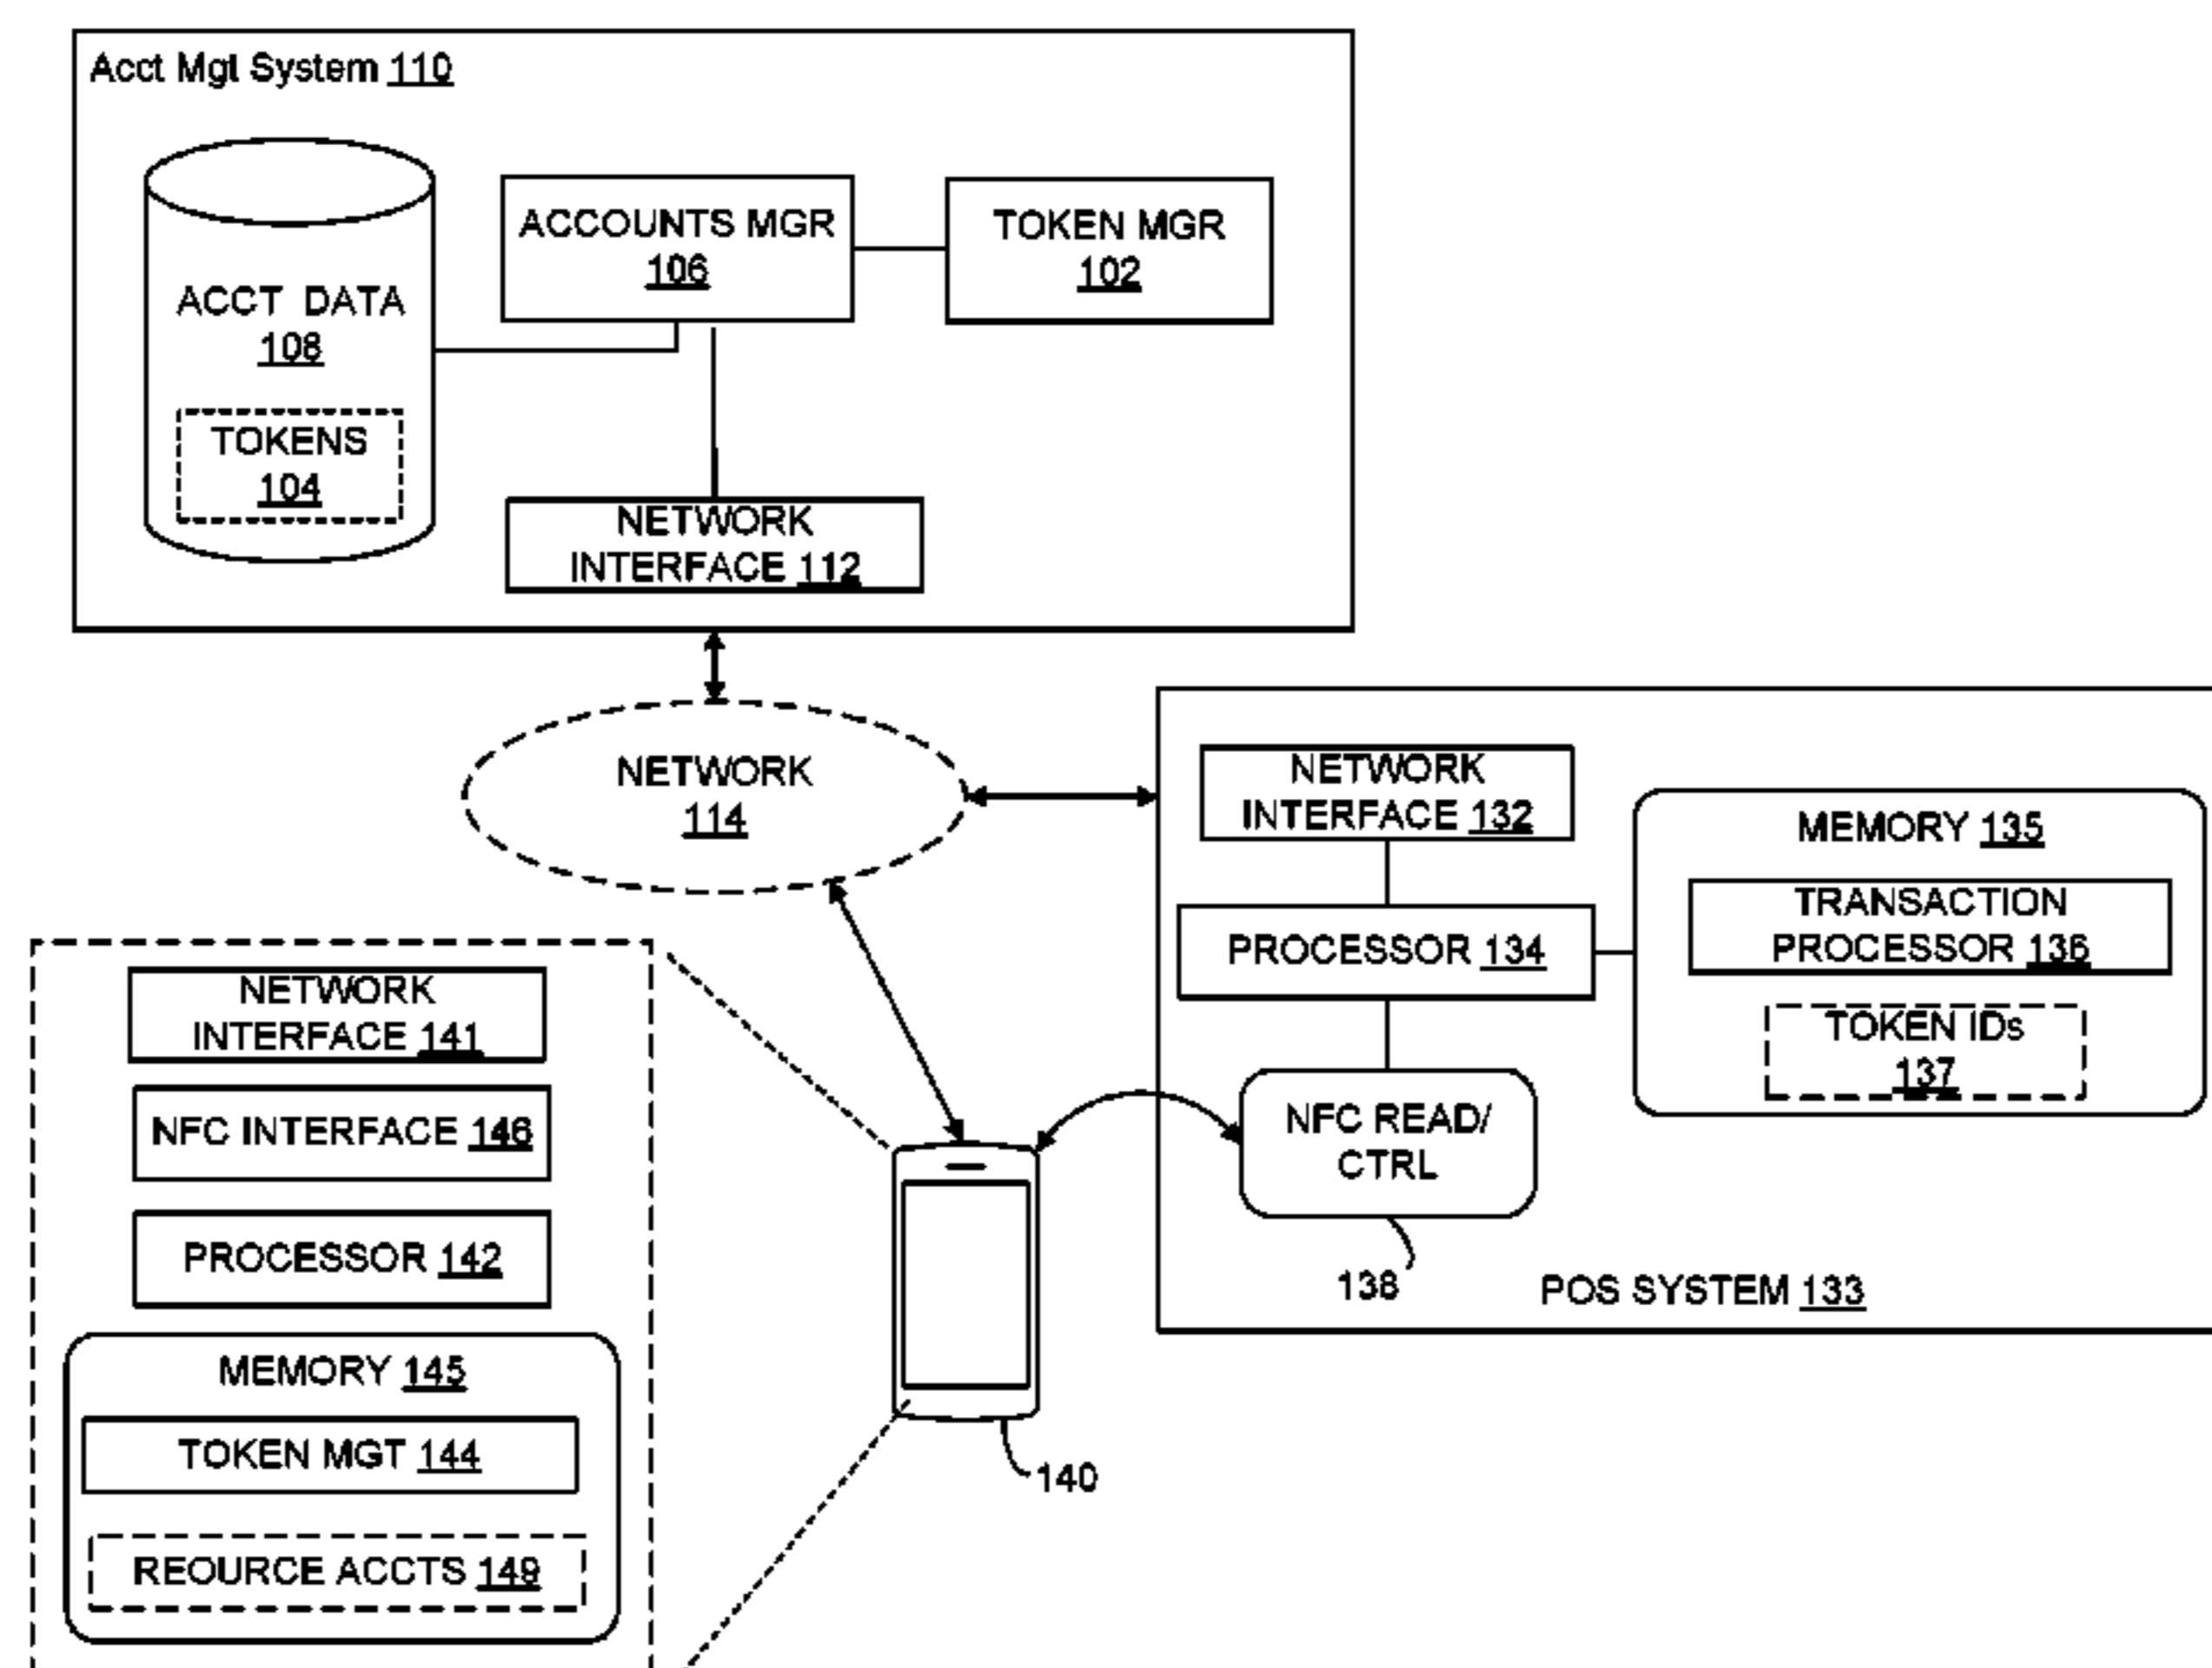 Acct Mgt System 110
ACCOUNTS MGR
106
TOKEN MGR
102
ACCT DATA
108
TOKENS
104
NETWORK
INTERFACE 112
NETWORK
114
NETWORK
INTERFACE 132
MEMORY 135
TRANSACTION
PROCESSOR 136
PROCESSOR 134
TOKEN IDs
137
NFC READ/
CTRL
138
POS SYSTEM 133
NETWORK
INTERFACE 141
NFC INTERFACE 146
PROCESSOR 142
MEMORY 145
TOKEN MGT 144
REOURCE ACCTS 149
140